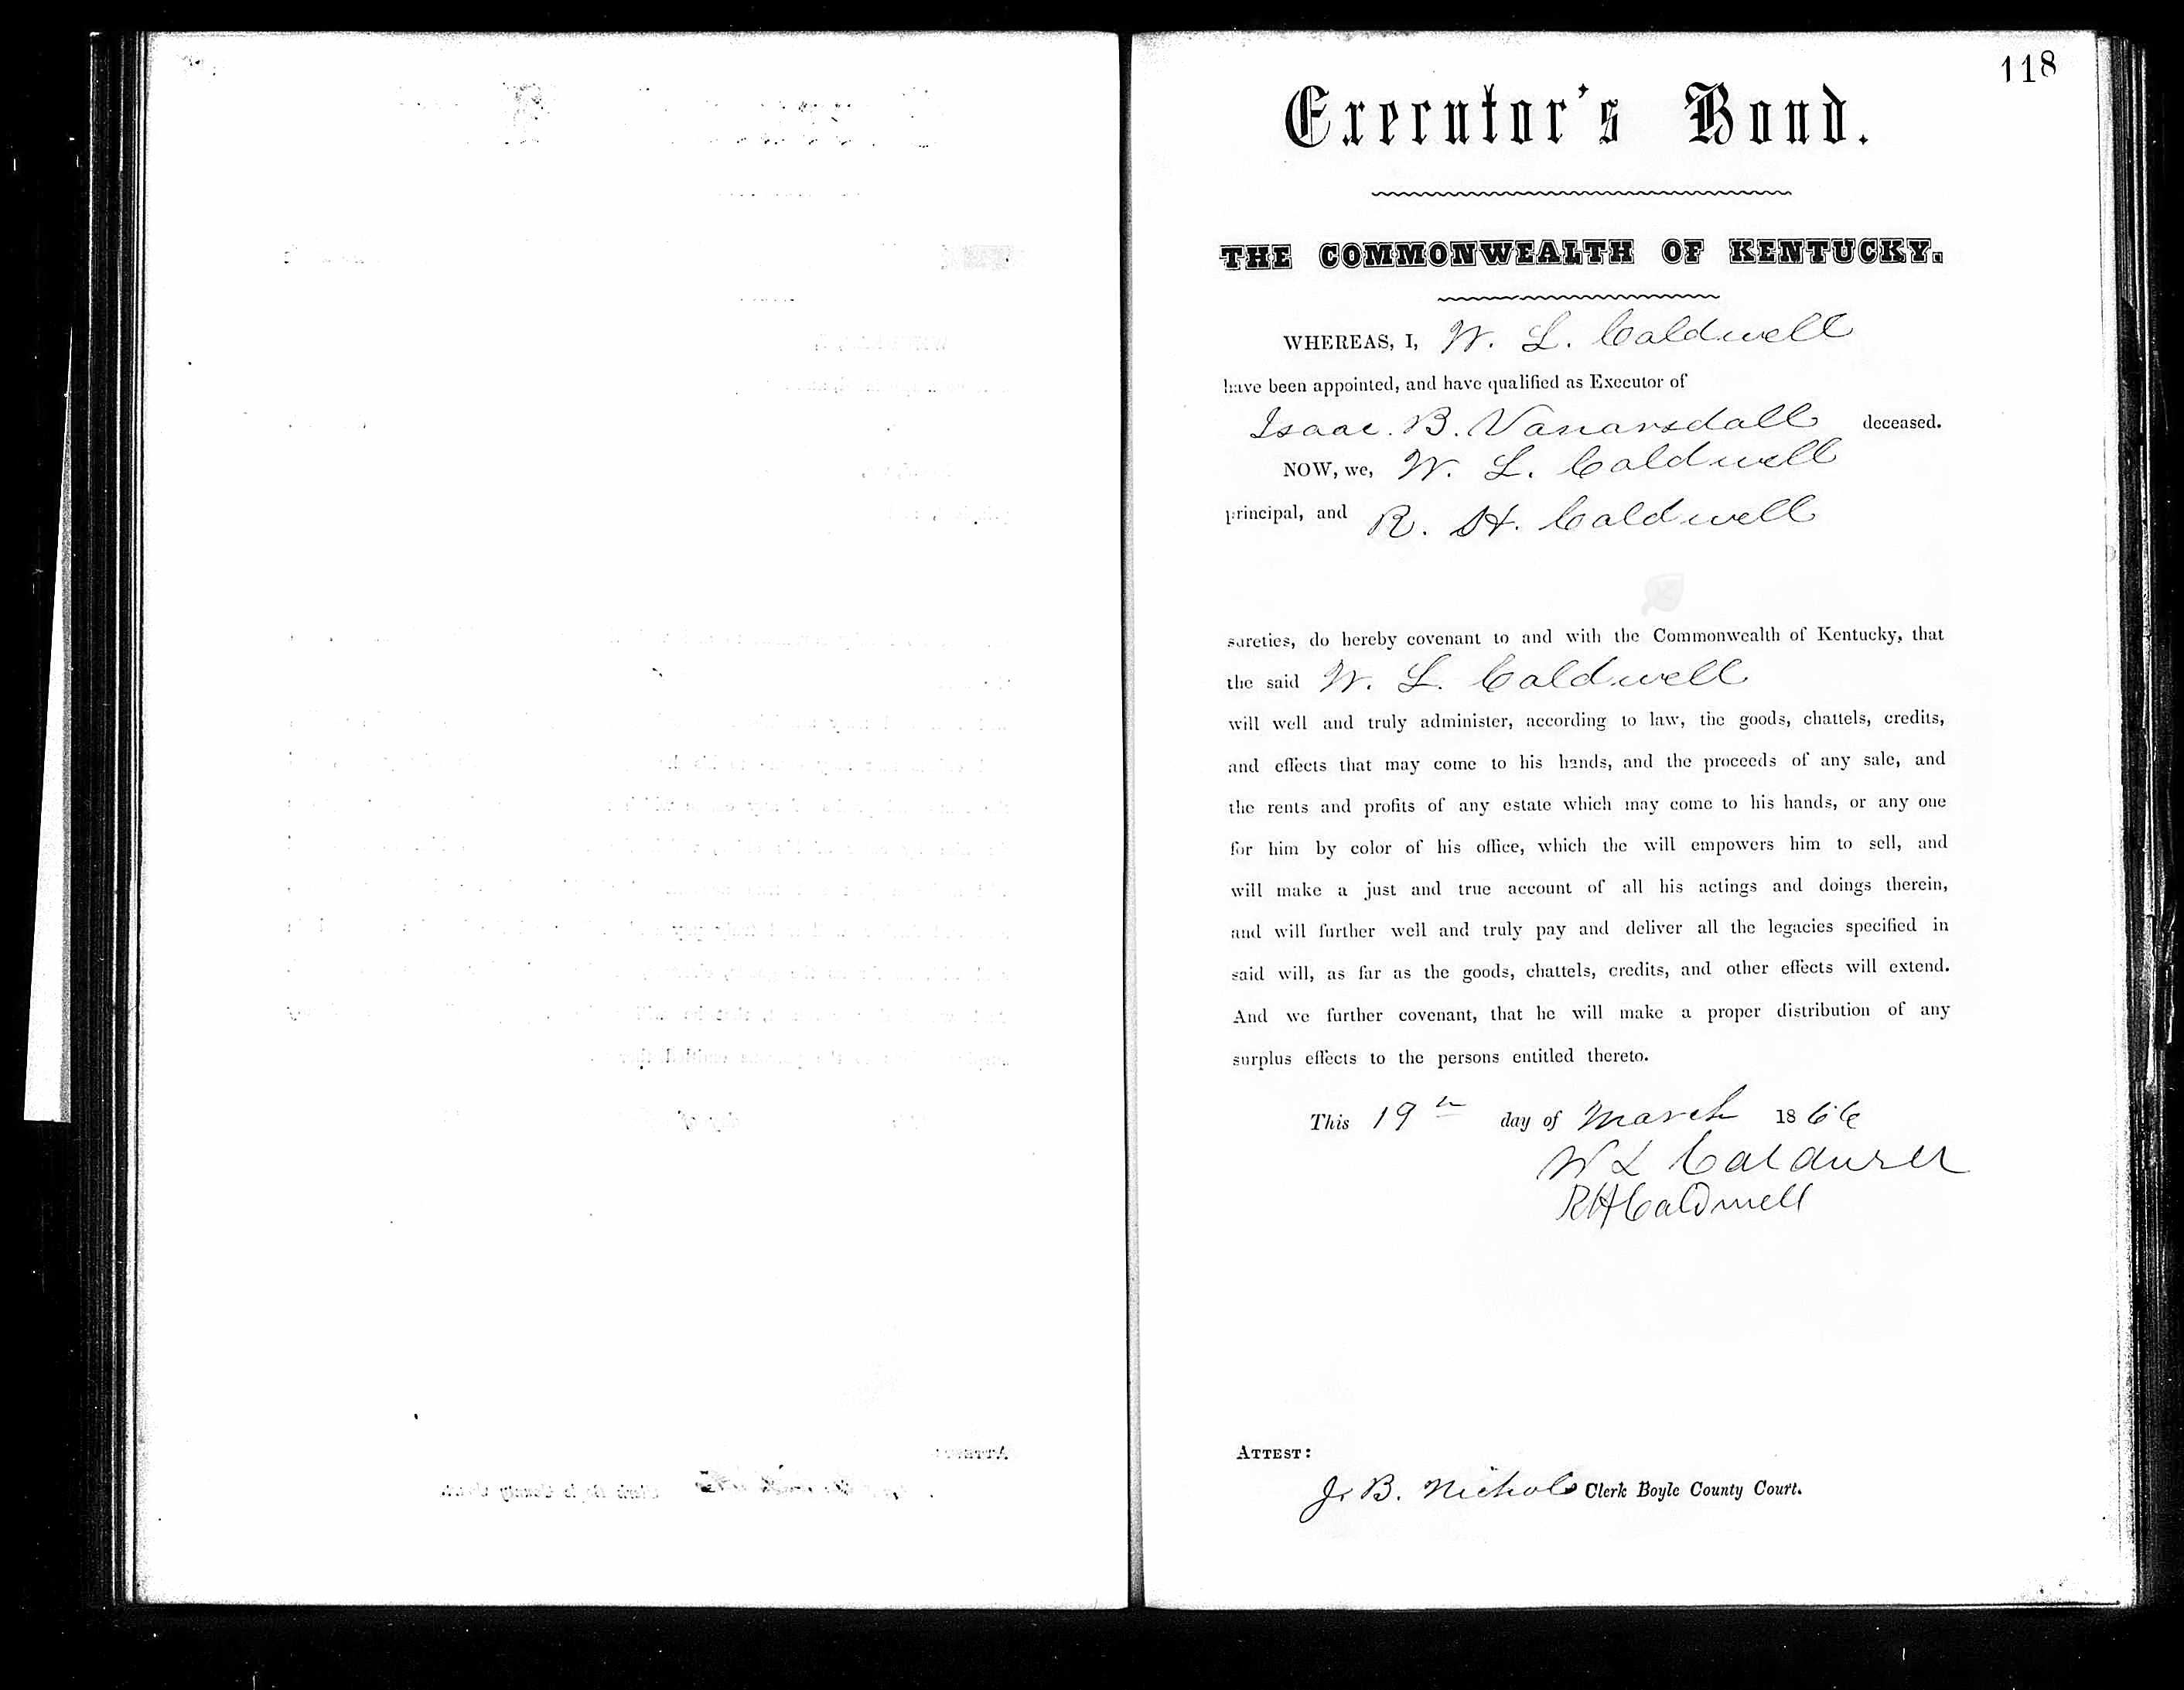 118
Executor's Bond.
THE COMMONWEALTH OF KENTUCKY.
WHEREAS, I, W. L. Caldwell
have been appointed, and have qualified as Executor of
Isaac. B. Vanarsdall deceased.
NOW, we, W. L. Caldwell
principal, and R. H. Caldwell
sureties, do hereby covenant to and with the Commonwealth of Kentucky, that
the said W. L. Caldwell
will well and truly administer, according to law, the goods, chattels, credits,
and effects that may come to his hands, and the proceeds of any sale, and
the rents and profits of any estate which may come to his hands, or any one
for him by color of his office, which the will empowers him to sell, and
will make a just and true account of all his actings and doings therein,
and will further well and truly pay and deliver all the legacies specified in
said will, as far as the goods, chattels, credits, and other effects will extend.
And we further covenant, that he will make a proper distribution of any
surplus effects to the persons entitled thereto.
This 19th day of March 1866
W L Caldwell
R H Caldwell
ATTEST:
J. B. Nichols Clerk Boyle County Court.